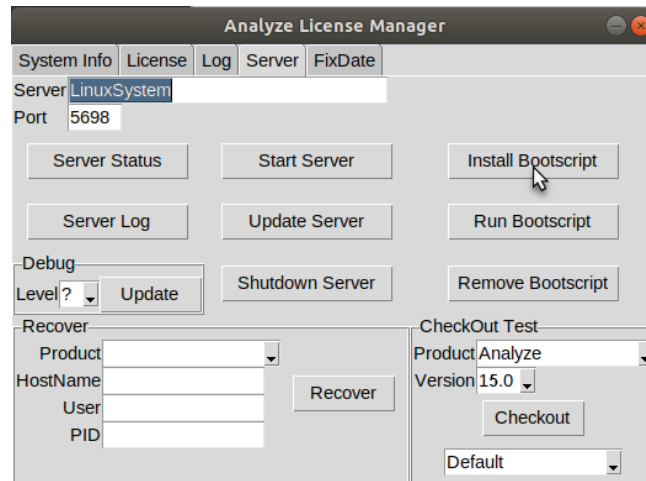 Analyze License Manager
System Info License Log Server FixDate
Server LinuxSystem
Port 5698
Server Status Start Server Install Bootscript
Server Log Update Server Run Bootscript
Debug
Level ? Update Shutdown Server Remove Bootscript
Recover CheckOut Test
Product Product Analyze
HostName Version 15.0
User Recover Checkout
PID
Default